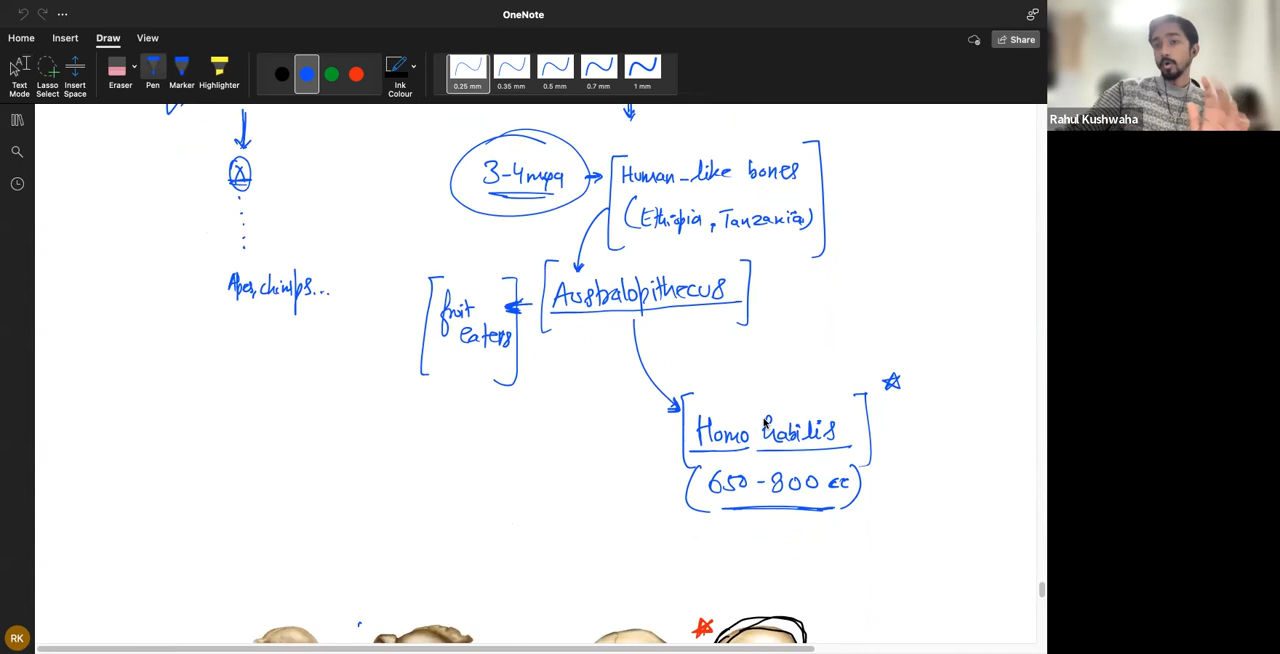 OneNote
Home Insert Draw View
Share
Text Mode
Lasso Select
Insert Space
Eraser
Pen
Marker
Highlighter
Ink Colour
0.25 mm
0.35 mm
0.5 mm
0.7 mm
1 mm
Rahul Kushwaha
3-4 mya
Human-like bones
(Ethiopia, Tanzania)
x
Apes, chimps...
Australopithecus
fruit
eaters
Homo habilis
(650-800 cc)
RK